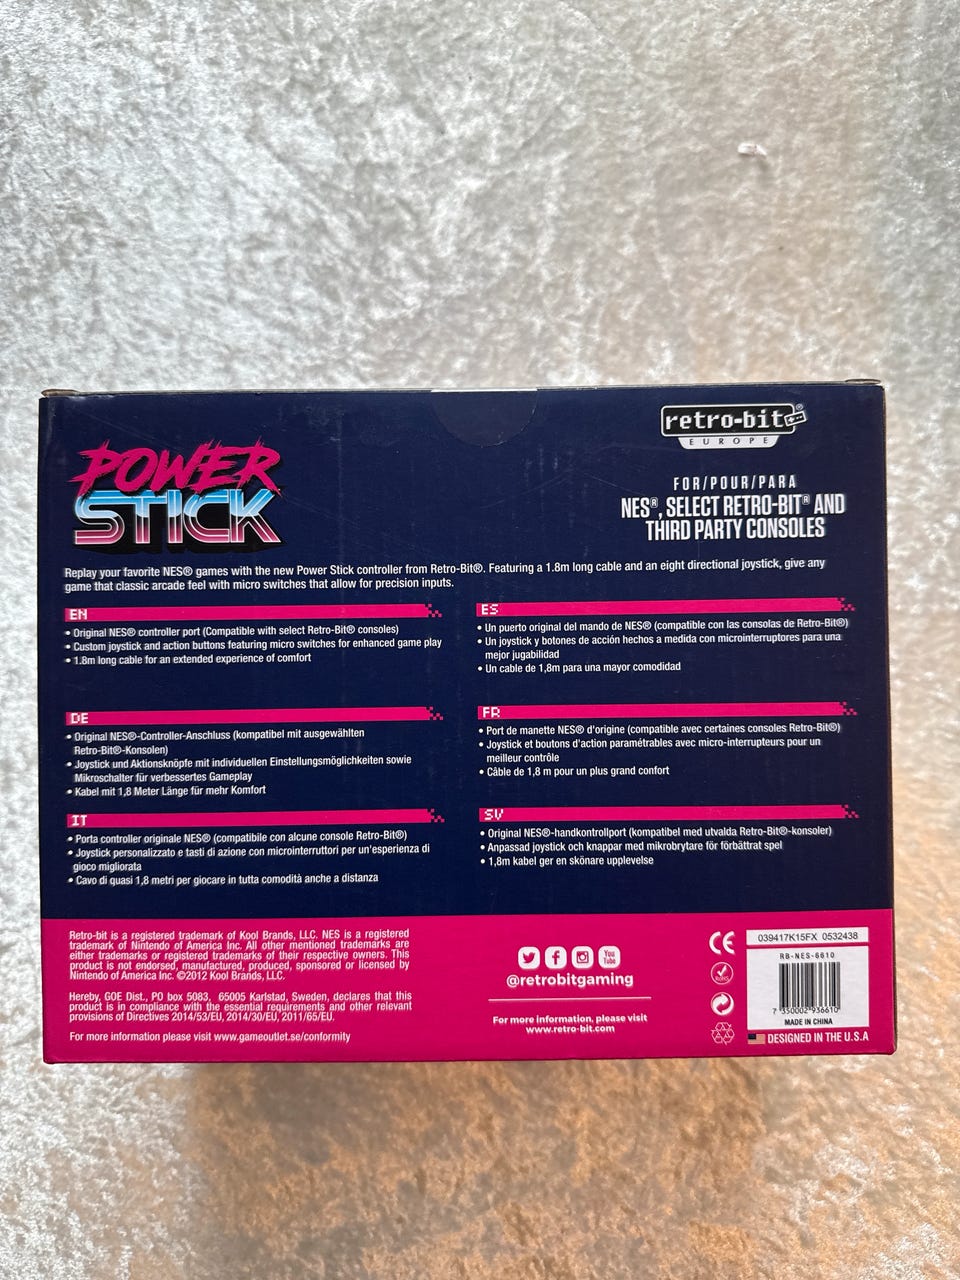 POWER
STICK
retro-bit®
EUROPE
FOR/POUR/PARA
NES®, SELECT RETRO-BIT® AND
THIRD PARTY CONSOLES
Replay your favorite NES® games with the new Power Stick controller from Retro-Bit®. Featuring a 1.8m long cable and an eight directional joystick, give any
game that classic arcade feel with micro switches that allow for precision inputs.
EN
• Original NES® controller port (Compatible with select Retro-Bit® consoles)
• Custom joystick and action buttons featuring micro switches for enhanced game play
• 1.8m long cable for an extended experience of comfort
ES
• Un puerto original del mando de NES® (compatible con las consolas de Retro-Bit®)
• Un joystick y botones de acción hechos a medida con microinterruptores para una
mejor jugabilidad
• Un cable de 1,8m para una mayor comodidad
DE
• Original NES®-Controller-Anschluss (kompatibel mit ausgewählten
Retro-Bit®-Konsolen)
• Joystick und Aktionsknöpfe mit individuellen Einstellungsmöglichkeiten sowie
Mikroschalter für verbessertes Gameplay
• Kabel mit 1,8 Meter Länge für mehr Komfort
FR
• Port de manette NES® d'origine (compatible avec certaines consoles Retro-Bit®)
• Joystick et boutons d'action paramétrables avec micro-interrupteurs pour un
meilleur contrôle
• Câble de 1,8 m pour un plus grand confort
IT
• Porta controller originale NES® (compatibile con alcune console Retro-Bit®)
• Joystick personalizzato e tasti di azione con microinterruttori per un'esperienza di
gioco migliorata
• Cavo di quasi 1,8 metri per giocare in tutta comodità anche a distanza
SV
• Original NES®-handkontrollport (kompatibel med utvalda Retro-Bit®-konsoler)
• Anpassad joystick och knappar med mikrobrytare för förbättrat spel
• 1,8m kabel ger en skönare upplevelse
Retro-bit is a registered trademark of Kool Brands, LLC. NES is a registered
trademark of Nintendo of America Inc. All other mentioned trademarks are
either trademarks or registered trademarks of their respective owners. This
product is not endorsed, manufactured, produced, sponsored or licensed by
Nintendo of America Inc. ©2012 Kool Brands, LLC.
Hereby, GOE Dist., PO box 5083, 65005 Karlstad, Sweden, declares that this
product is in compliance with the essential requirements and other relevant
provisions of Directives 2014/53/EU, 2014/30/EU, 2011/65/EU.
For more information please visit www.gameoutlet.se/conformity
You
Tube
@retrobitgaming
For more information, please visit
www.retro-bit.com
CE
RoHS
039417K15FX 0532438
RB-NES-6610
7 350002 936610
MADE IN CHINA
DESIGNED IN THE U.S.A